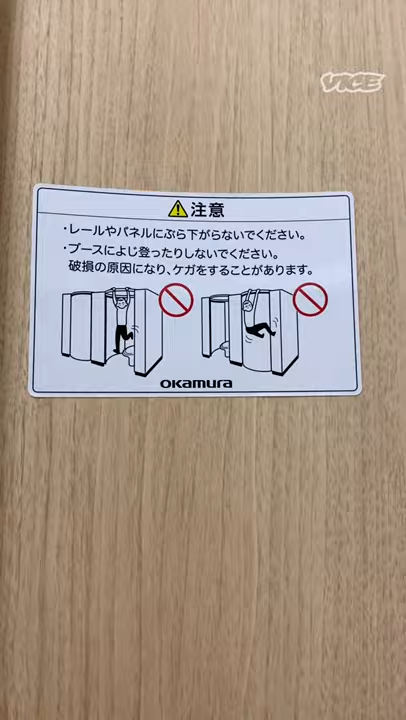 VICE
⚠注意
・レールやパネルにぶら下がらないでください。
・ブースによじ登ったりしないでください。
破損の原因になり、ケガをすることがあります。
okamura